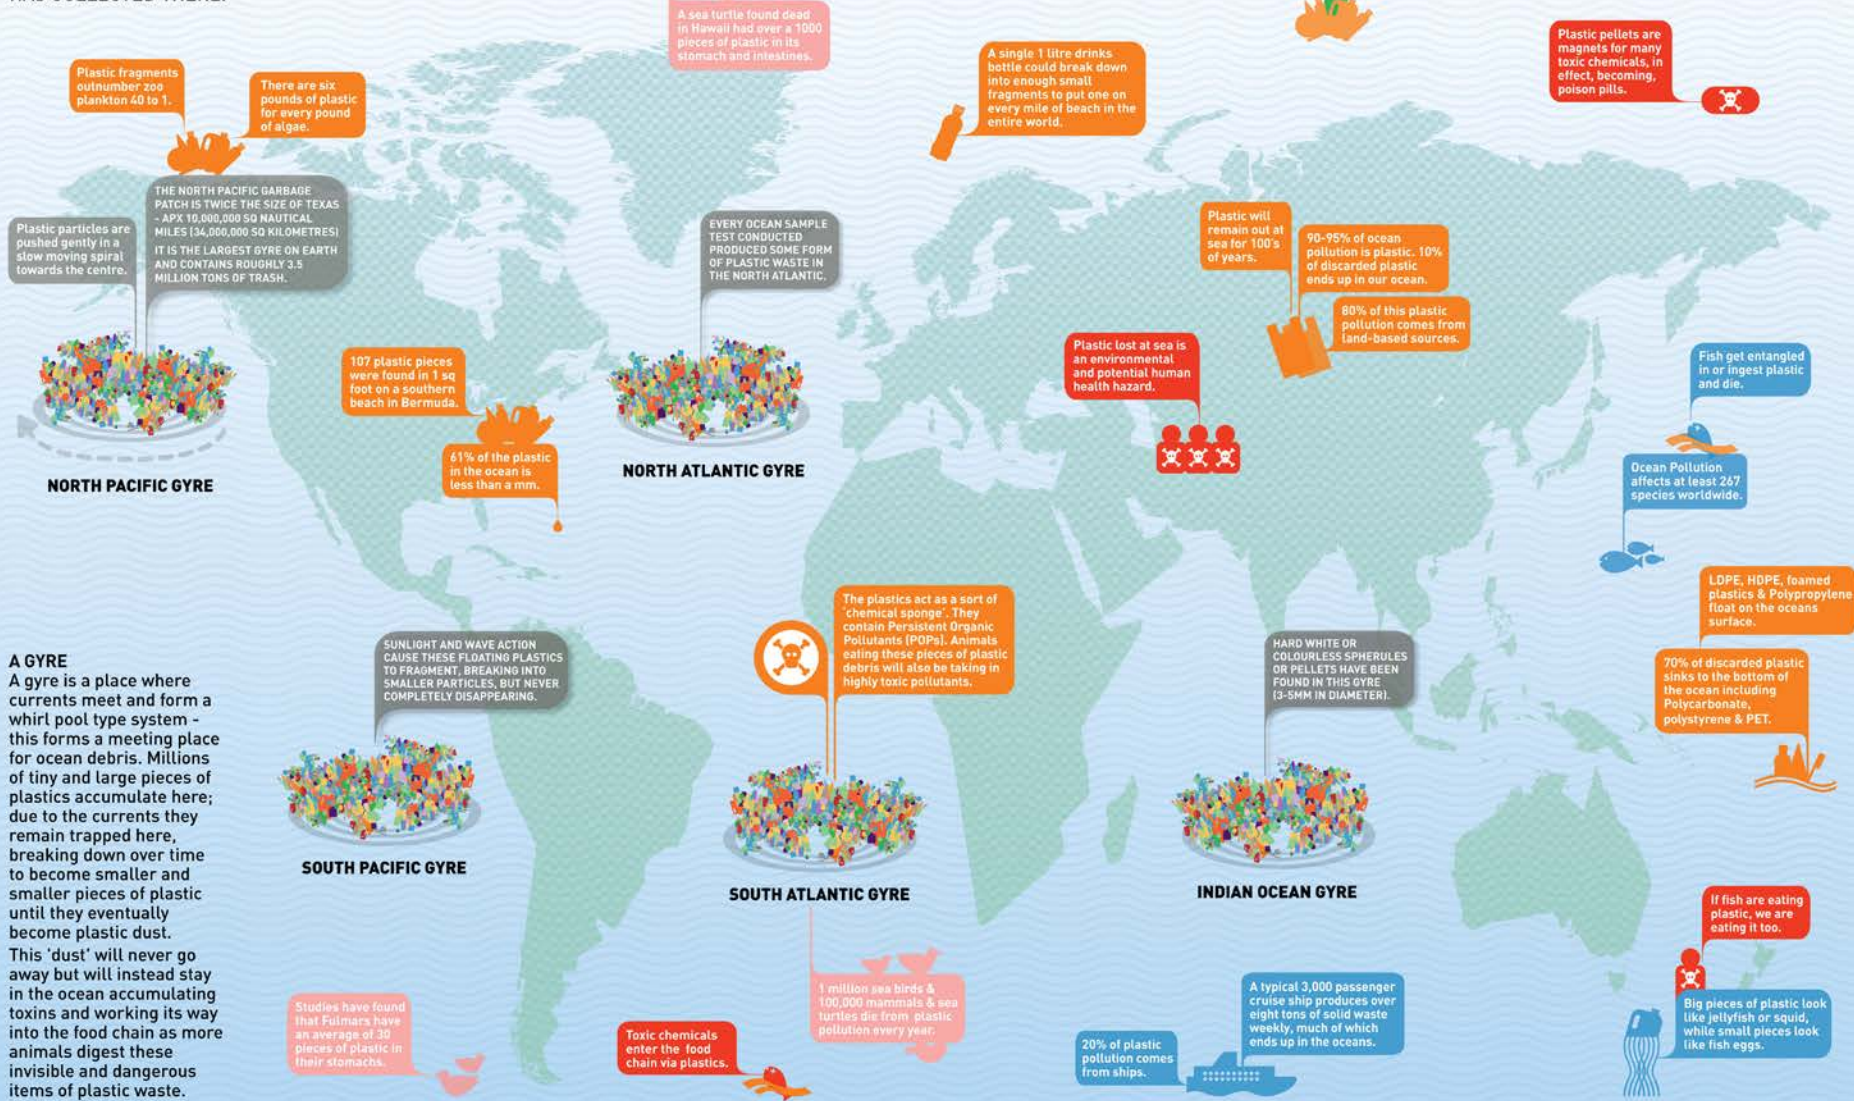 A sea turtle found dead
in Hawaii had over a 1000
pieces of plastic in its
stomach and intestines.
Plastic fragments
outnumber zoo
plankton 40 to 1.
There are six
pounds of plastic
for every pound
of algae.
A single 1 litre drinks
bottle could break down
into enough small
fragments to put one on
every mile of beach in the
entire world.
Plastic pellets are
magnets for many
toxic chemicals, in
effect, becoming,
poison pills.
Plastic particles are
pushed gently in a
slow moving spiral
towards the centre.
THE NORTH PACIFIC GARBAGE
PATCH IS TWICE THE SIZE OF TEXAS
- APX 10,000,000 SQ NAUTICAL
MILES (34,000,000 SQ KILOMETRES)
IT IS THE LARGEST GYRE ON EARTH
AND CONTAINS ROUGHLY 3.5
MILLION TONS OF TRASH.
NORTH PACIFIC GYRE
107 plastic pieces
were found in 1 sq
foot on a southern
beach in Bermuda.
61% of the plastic
in the ocean is
less than a mm.
EVERY OCEAN SAMPLE
TEST CONDUCTED
PRODUCED SOME FORM
OF PLASTIC WASTE IN
THE NORTH ATLANTIC.
NORTH ATLANTIC GYRE
Plastic will
remain out at
sea for 100's
of years.
90-95% of ocean
pollution is plastic. 10%
of discarded plastic
ends up in our ocean.
80% of this plastic
pollution comes from
land-based sources.
Plastic lost at sea is
an environmental
and potential human
health hazard.
Fish get entangled
in or ingest plastic
and die.
Ocean Pollution
affects at least 267
species worldwide.
LDPE, HDPE, foamed
plastics & Polypropylene
float on the oceans
surface.
70% of discarded plastic
sinks to the bottom of
the ocean including
Polycarbonate,
polystyrene & PET.
A GYRE
A gyre is a place where
currents meet and form a
whirl pool type system -
this forms a meeting place
for ocean debris. Millions
of tiny and large pieces of
plastics accumulate here;
due to the currents they
remain trapped here,
breaking down over time
to become smaller and
smaller pieces of plastic
until they eventually
become plastic dust.
This 'dust' will never go
away but will instead stay
in the ocean accumulating
toxins and working its way
into the food chain as more
animals digest these
invisible and dangerous
items of plastic waste.
SUNLIGHT AND WAVE ACTION
CAUSE THESE FLOATING PLASTICS
TO FRAGMENT, BREAKING INTO
SMALLER PARTICLES, BUT NEVER
COMPLETELY DISAPPEARING.
SOUTH PACIFIC GYRE
The plastics act as a sort of
'chemical sponge'. They
contain Persistent Organic
Pollutants (POPs). Animals
eating these pieces of plastic
debris will also be taking in
highly toxic pollutants.
SOUTH ATLANTIC GYRE
HARD WHITE OR
COLOURLESS SPHERULES
OR PELLETS HAVE BEEN
FOUND IN THIS GYRE
(3-5MM IN DIAMETER).
INDIAN OCEAN GYRE
If fish are eating
plastic, we are
eating it too.
Big pieces of plastic look
like jellyfish or squid,
while small pieces look
like fish eggs.
Studies have found
that Fulmars have
an average of 30
pieces of plastic in
their stomachs.
Toxic chemicals
enter the food
chain via plastics.
1 million sea birds &
100,000 mammals & sea
turtles die from plastic
pollution every year.
20% of plastic
pollution comes
from ships.
A typical 3,000 passenger
cruise ship produces over
eight tons of solid waste
weekly, much of which
ends up in the oceans.